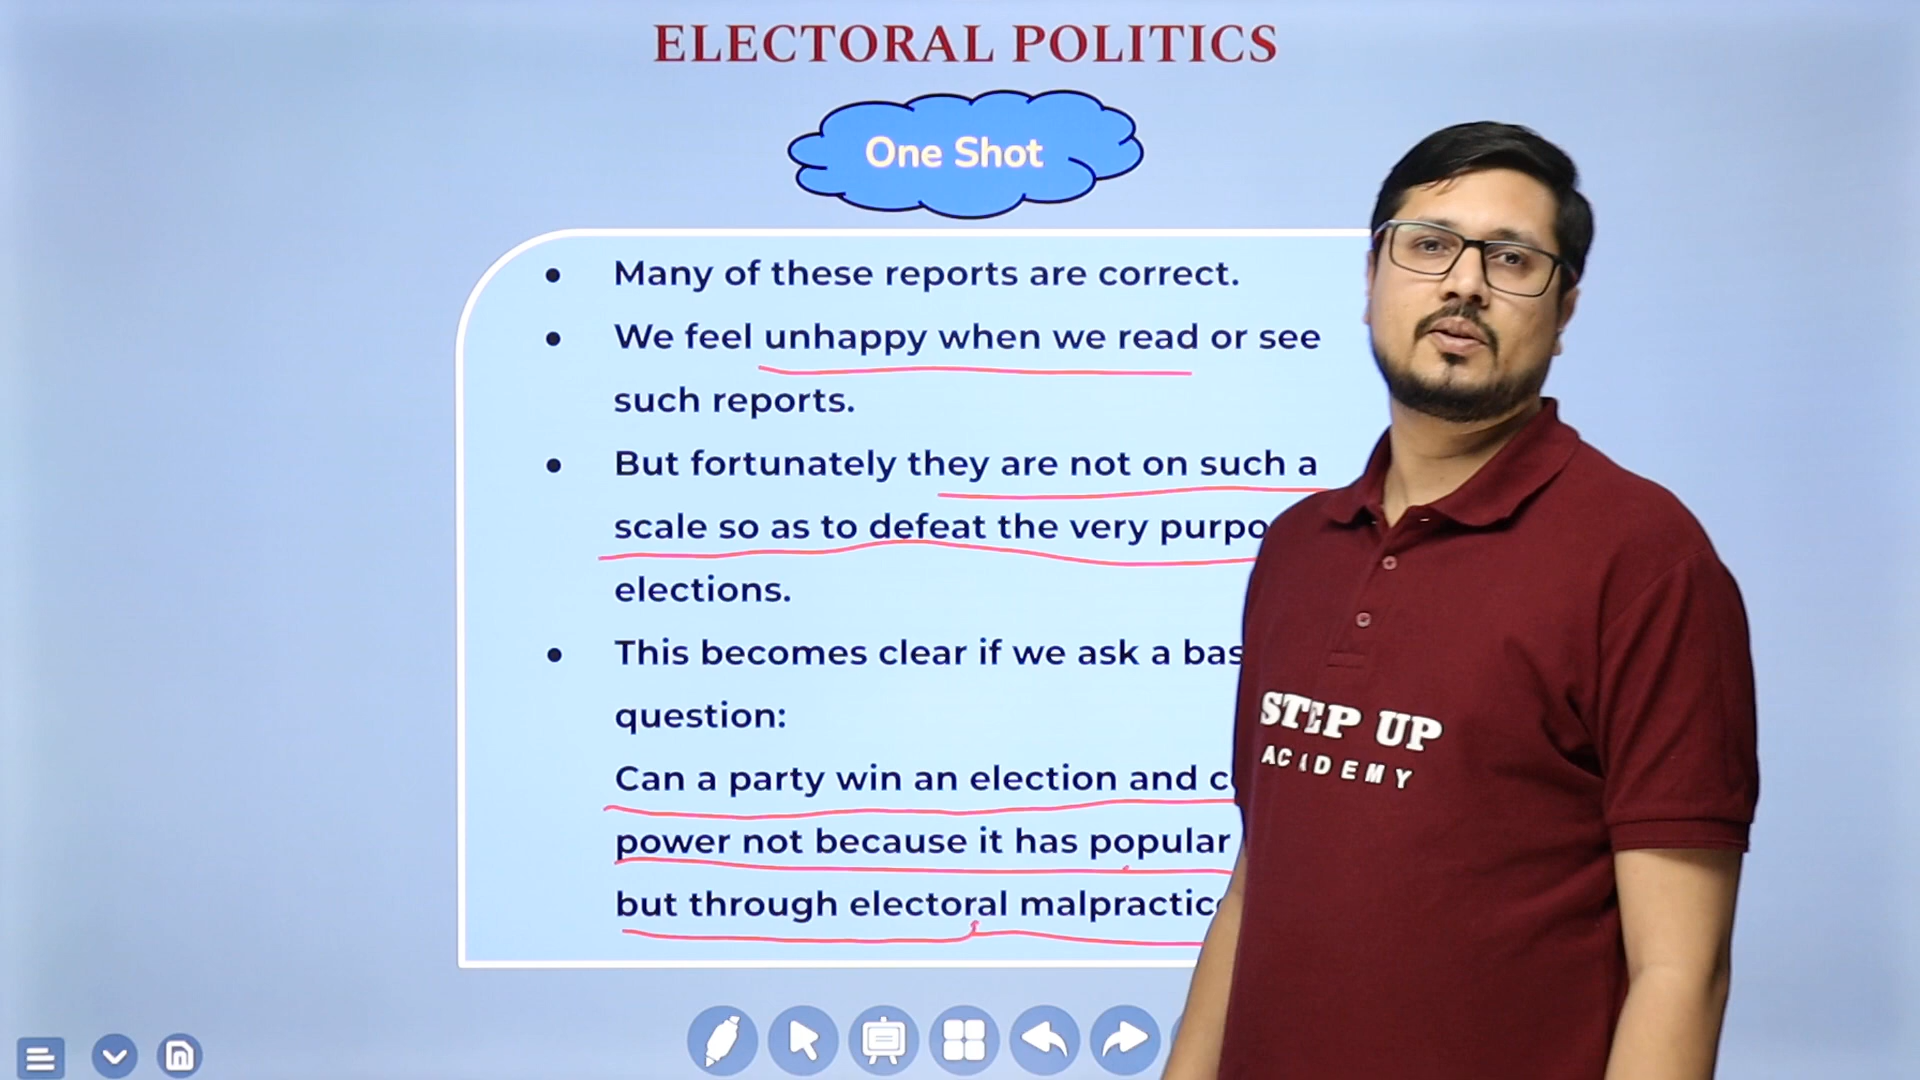 ELECTORAL POLITICS
One Shot
Many of these reports are correct.
We feel unhappy when we read or see
such reports.
But fortunately they are not on such a
scale so as to defeat the very
elections.
This becomes clear if we ask a
question:
Can a party win an election and
power not because it has popular
but through electoral
STEP UP
ACADEMY